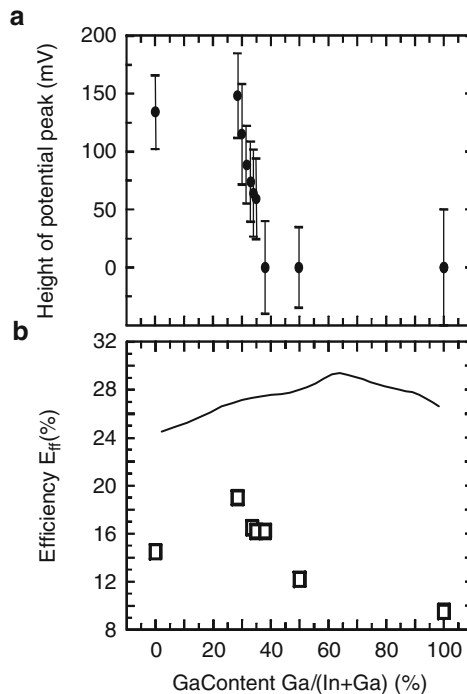 a
200
150
100
50
0
Height of potential peak (mV)
b
32
28
24
20
16
12
8
Efficiency E_ff(%)
0 20 40 60 80 100
GaContent Ga/(In+Ga) (%)